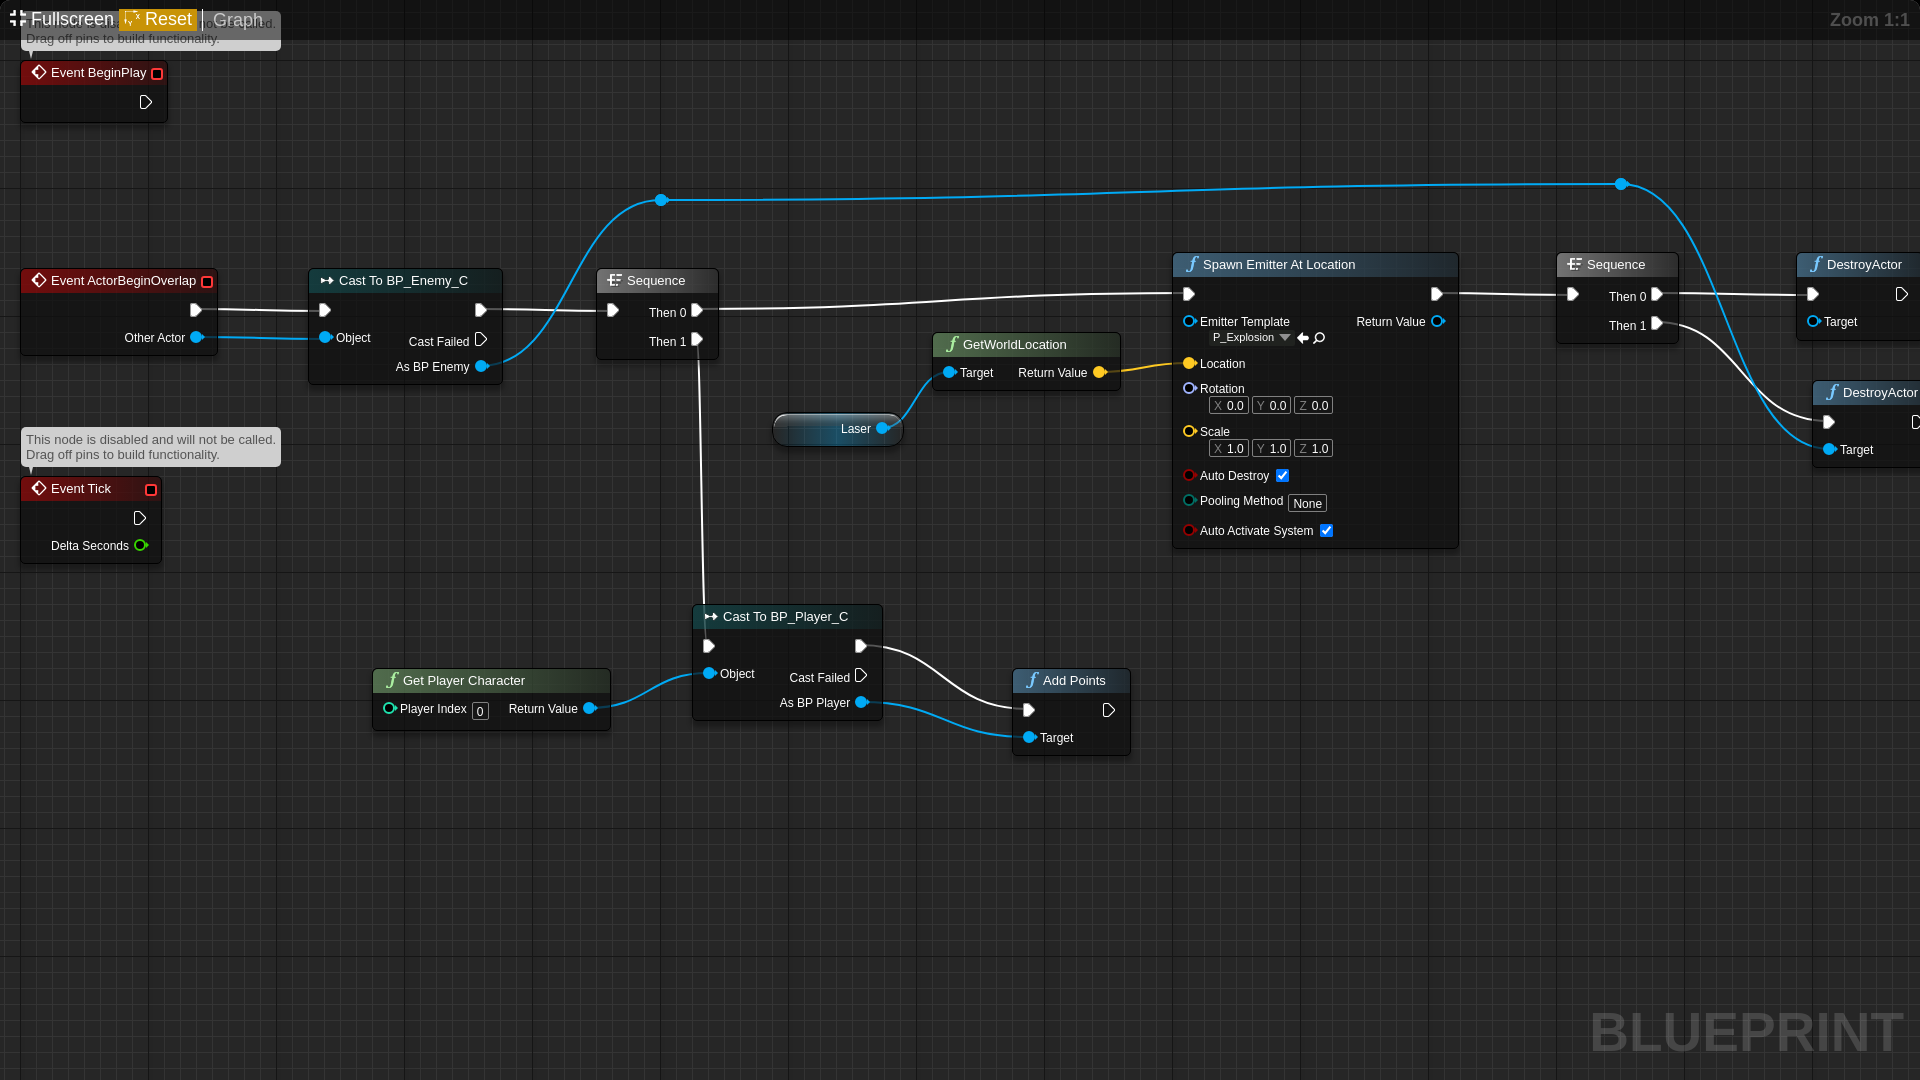 Fullscreen Reset Graph
Zoom 1:1
Drag off pins to build functionality.
Event BeginPlay
Event ActorBeginOverlap
Other Actor
Cast To BP_Enemy_C
Object
Cast Failed
As BP Enemy
Sequence
Then 0
Then 1
GetWorldLocation
Target Return Value
Laser
Spawn Emitter At Location
Emitter Template Return Value
P_Explosion
Location
Rotation
X 0.0 Y 0.0 Z 0.0
Scale
X 1.0 Y 1.0 Z 1.0
Auto Destroy
Pooling Method None
Auto Activate System
Sequence
Then 0
Then 1
DestroyActor
Target
DestroyActor
Target
This node is disabled and will not be called.
Drag off pins to build functionality.
Event Tick
Delta Seconds
Get Player Character
Player Index 0 Return Value
Cast To BP_Player_C
Object
Cast Failed
As BP Player
Add Points
Target
BLUEPRINT